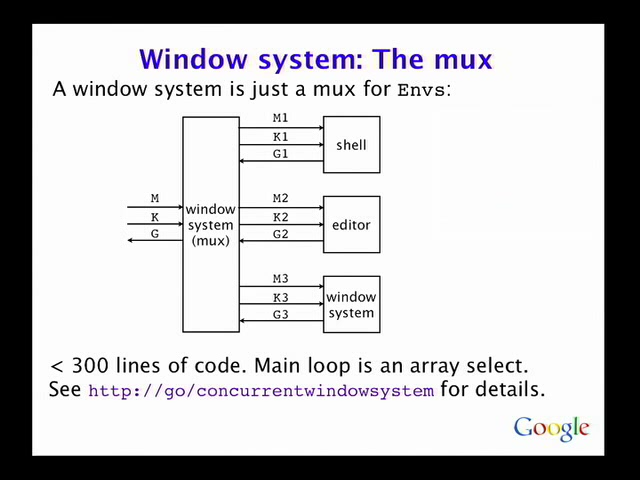 Window system: The mux
A window system is just a mux for Envs:
M1
K1
G1
shell
M
K
G
window
system
(mux)
M2
K2
G2
editor
M3
K3
G3
window
system
< 300 lines of code. Main loop is an array select.
See http://go/concurrentwindowsystem for details.
Google